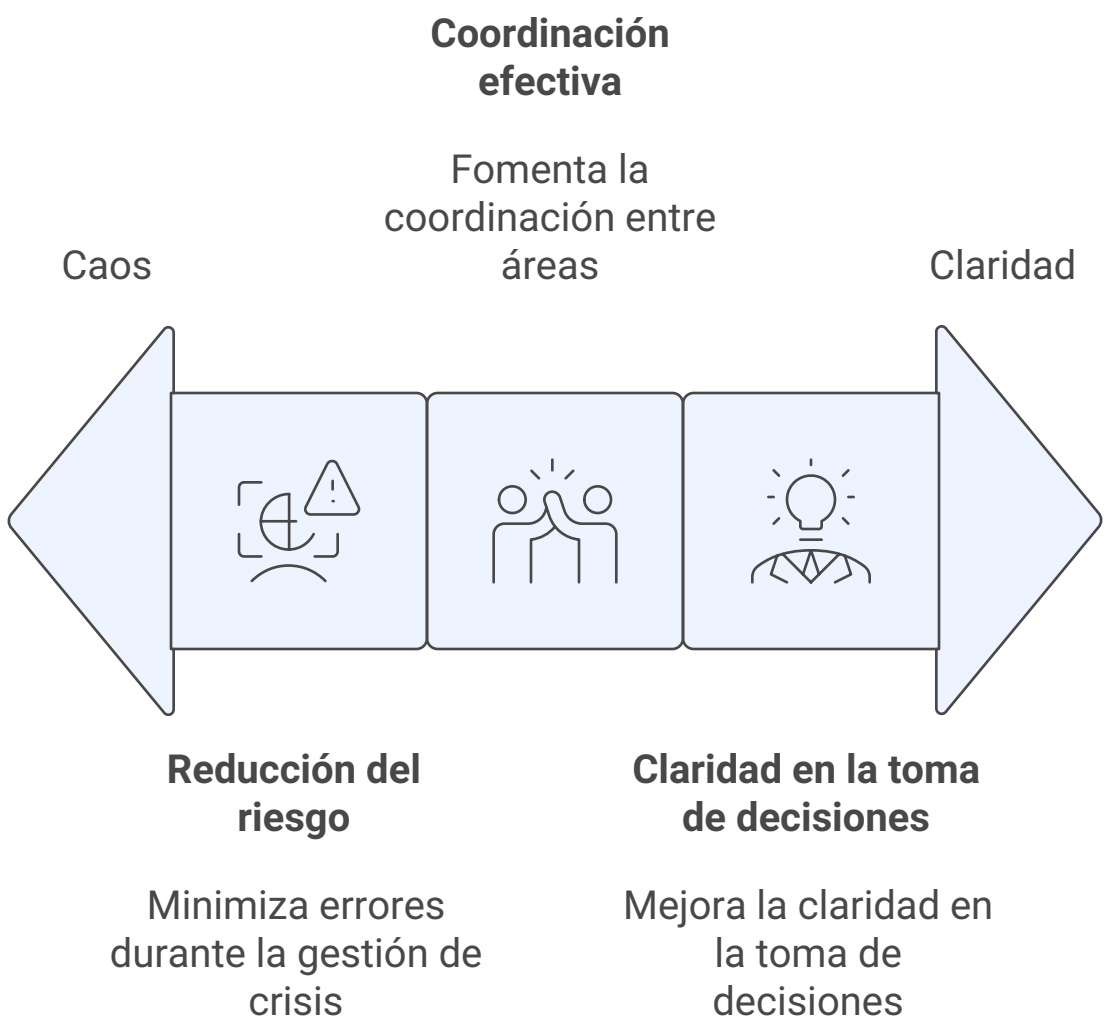 Coordinación
efectiva
Fomenta la
coordinación entre
áreas
Caos
Claridad
Reducción del
riesgo
Minimiza errores
durante la gestión de
crisis
Claridad en la toma
de decisiones
Mejora la claridad en
la toma de
decisiones